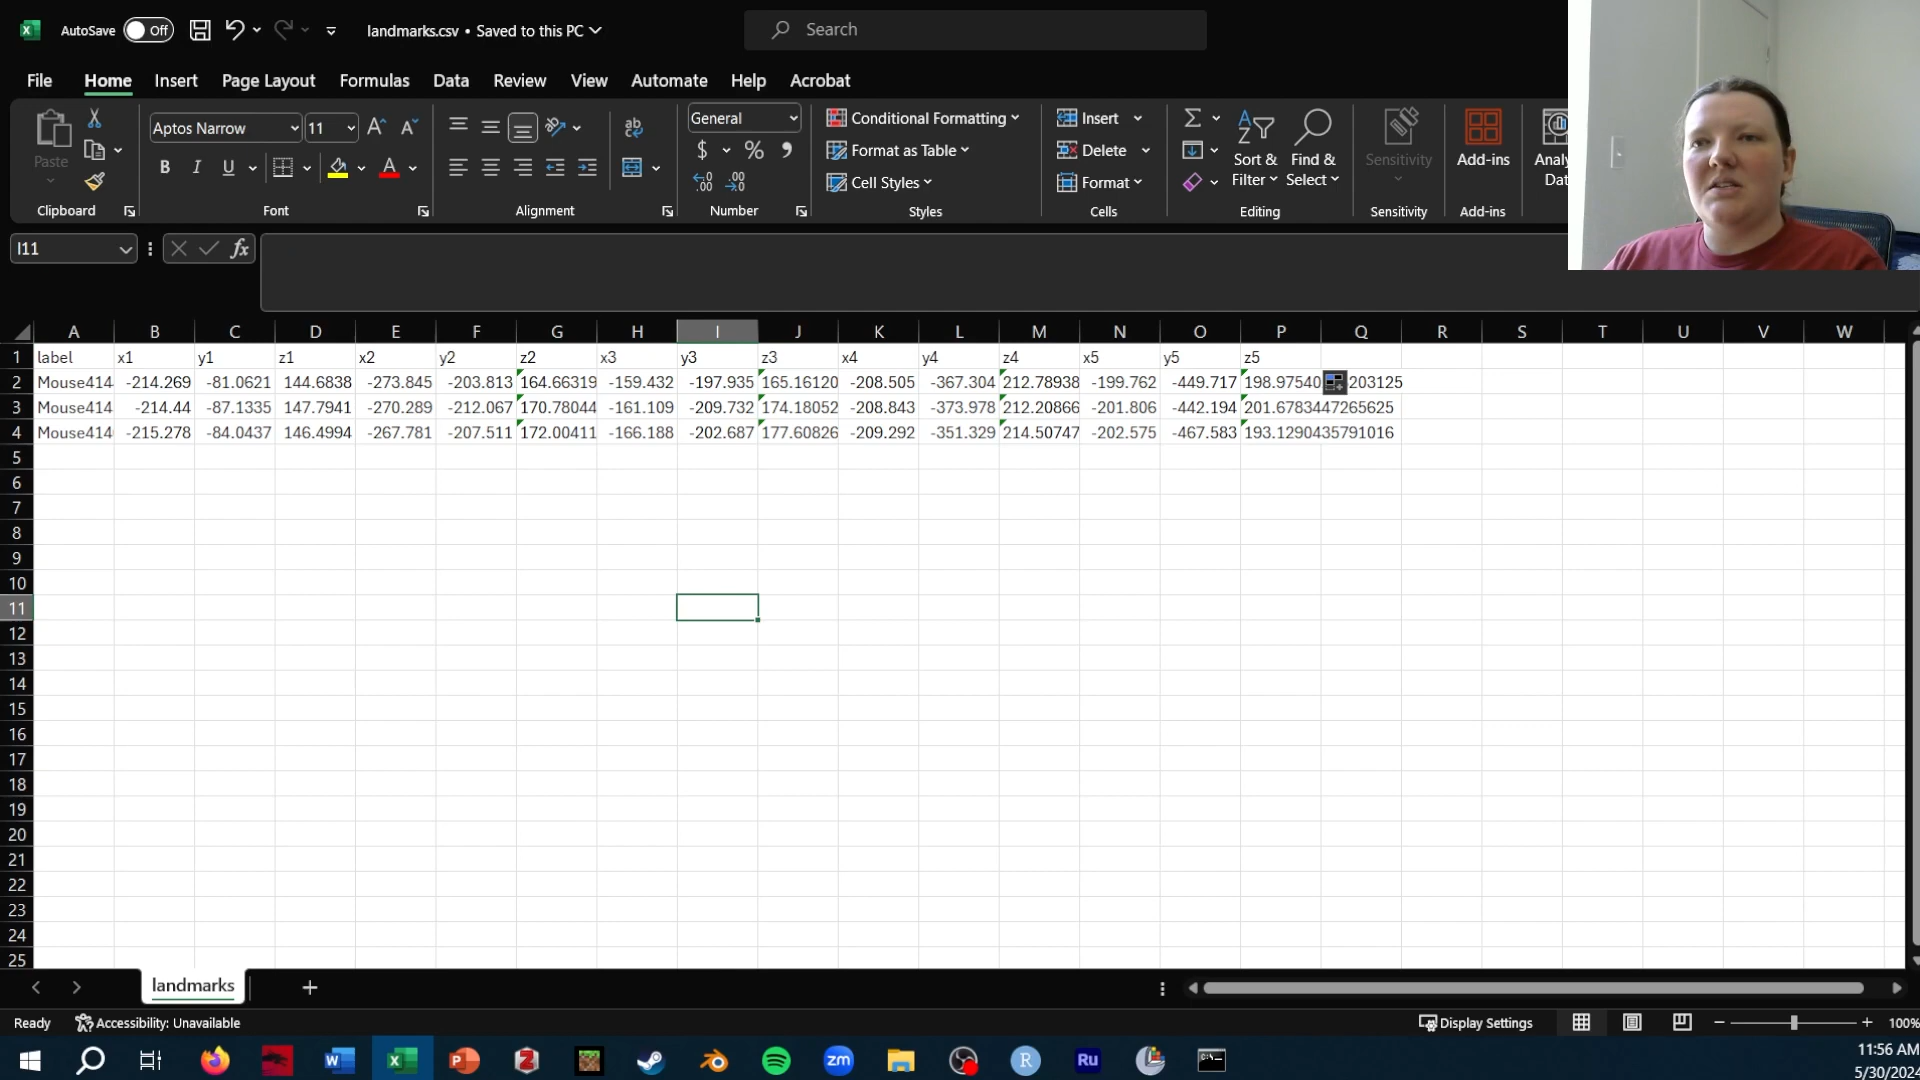 AutoSave Off landmarks.csv • Saved to this PC Search
File Home Insert Page Layout Formulas Data Review View Automate Help Acrobat
Paste
Clipboard
Aptos Narrow 11
B I U A
Font
ab
Alignment
General
$ %
Number
Conditional Formatting
Format as Table
Cell Styles
Styles
Insert
Delete
Format
Cells
Sort & Filter
Find & Select
Editing
Sensitivity
Sensitivity
Add-ins
Add-ins
I11 fx
A B C D E F G H I J K L M N O P Q R S T U V W
1 label x1 y1 z1 x2 y2 z2 x3 y3 z3 x4 y4 z4 x5 y5 z5
2 Mouse414 -214.269 -81.0621 144.6838 -273.845 -203.813 164.66319 -159.432 -197.935 165.16120 -208.505 -367.304 212.78938 -199.762 -449.717 198.97540 203125
3 Mouse414 -214.44 -87.1335 147.7941 -270.289 -212.067 170.78044 -161.109 -209.732 174.18052 -208.843 -373.978 212.20866 -201.806 -442.194 201.6783447265625
4 Mouse414 -215.278 -84.0437 146.4994 -267.781 -207.511 172.00411 -166.188 -202.687 177.60826 -209.292 -351.329 214.50747 -202.575 -467.583 193.1290435791016
5
6
7
8
9
10
11
12
13
14
15
16
17
18
19
20
21
22
23
24
25
landmarks
Ready Accessibility: Unavailable Display Settings 100%
zm R Ru
11:56 AM
5/30/2024